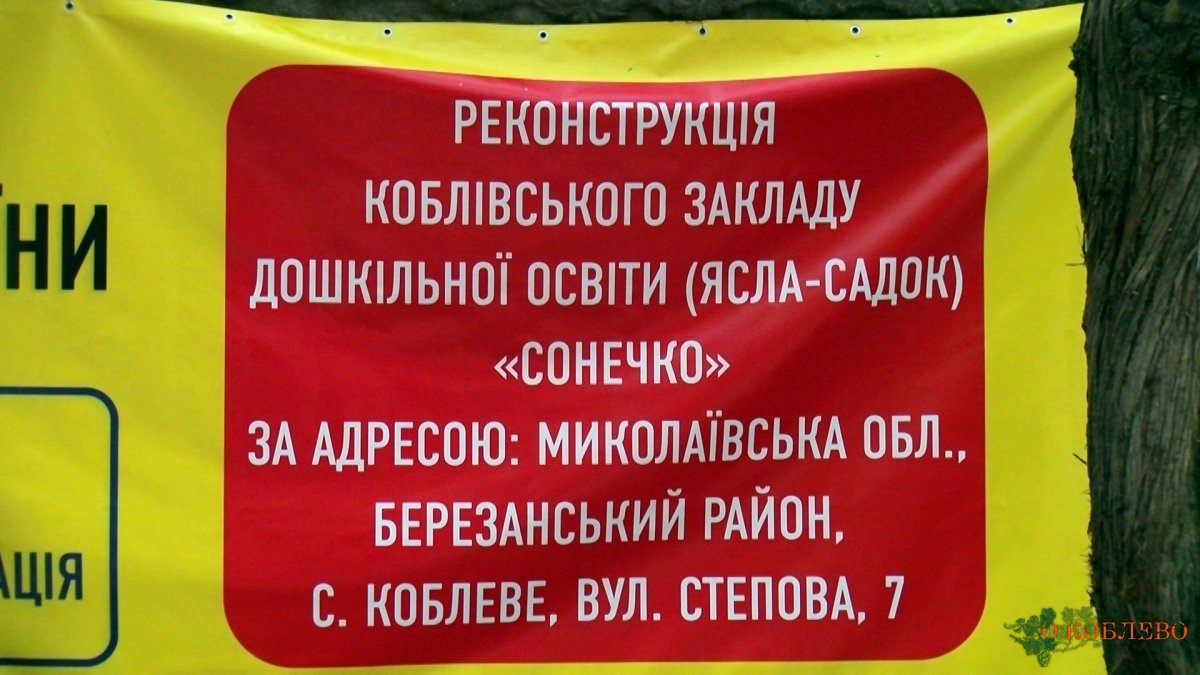 РЕКОНСТРУКЦІЯ
КОБЛІВСЬКОГО ЗАКЛАДУ
ДОШКІЛЬНОЇ ОСВІТИ (ЯСЛА-САДОК)
«СОНЕЧКО»
ЗА АДРЕСОЮ: МИКОЛАЇВСЬКА ОБЛ.,
БЕРЕЗАНСЬКИЙ РАЙОН,
С. КОБЛЕВЕ, ВУЛ. СТЕПОВА, 7
ЇНИ
АЦІЯ
КОБЛЕВО